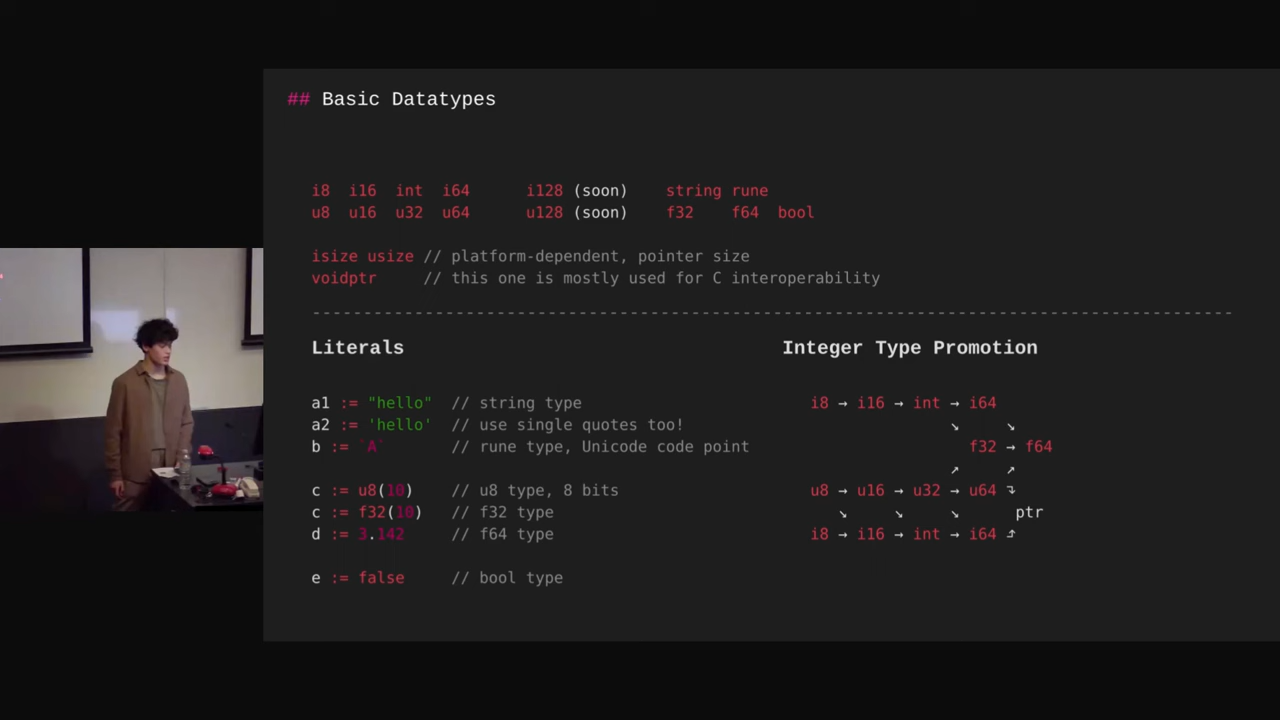 ## Basic Datatypes
i8 i16 int i64 i128 (soon) string rune
u8 u16 u32 u64 u128 (soon) f32 f64 bool
isize usize // platform-dependent, pointer size
voidptr // this one is mostly used for C interoperability
-----------------------------------------------------------------------------------------------
Literals
a1 := "hello" // string type
a2 := 'hello' // use single quotes too!
b := `A` // rune type, Unicode code point
c := u8(10) // u8 type, 8 bits
c := f32(10) // f32 type
d := 3.142 // f64 type
e := false // bool type
Integer Type Promotion
i8 → i16 → int → i64
↘ ↘
f32 → f64
↗ ↗
u8 → u16 → u32 → u64 ⤵
↘ ↘ ↘ ptr
i8 → i16 → int → i64 ⤴